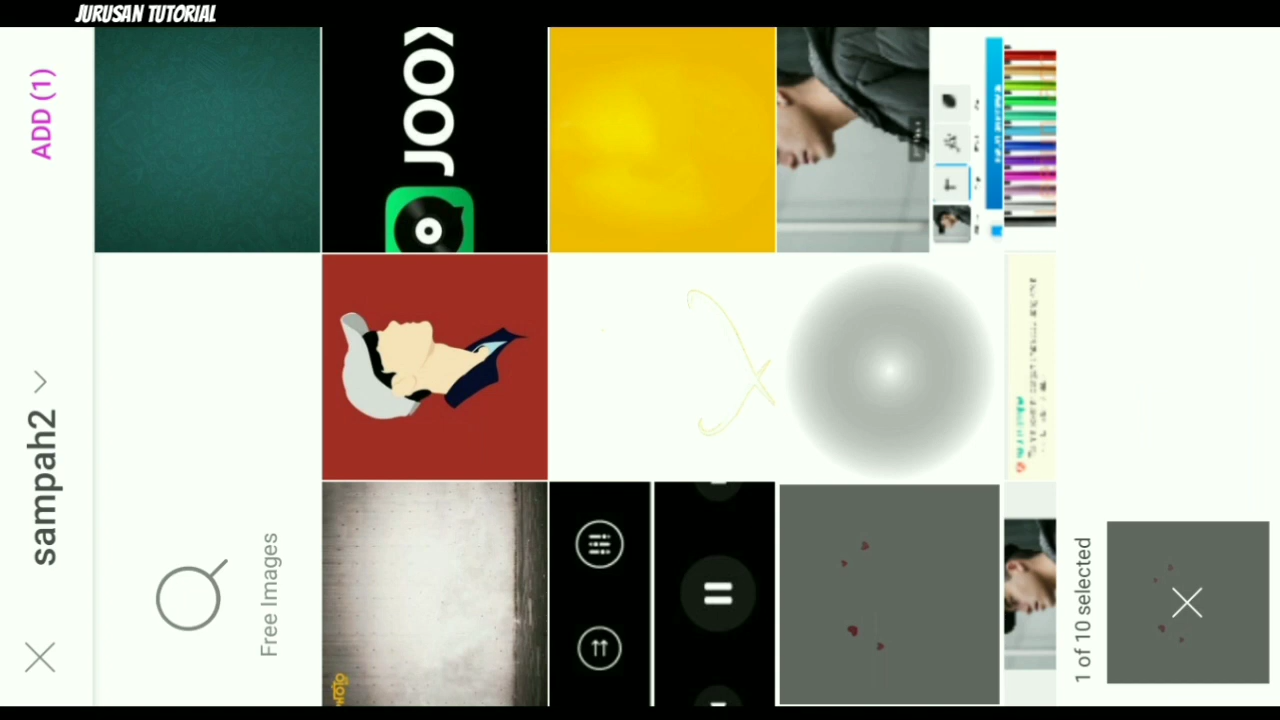 JURUSAN TUTORIAL
sampah2
ADD (1)
Free Images
JOOX
1 of 10 selected